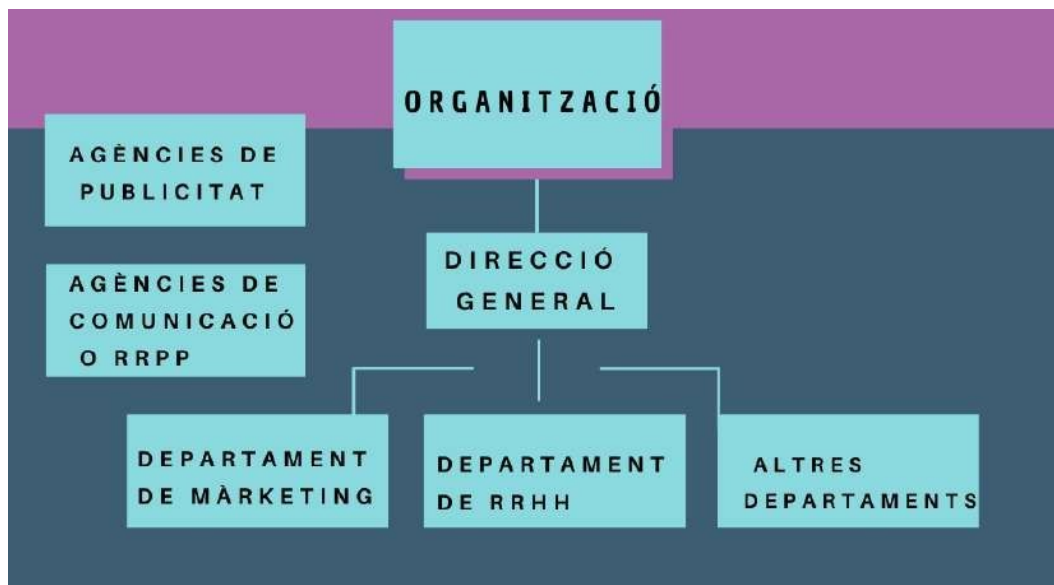 ORGANITZACIÓ
AGÈNCIES DE
PUBLICITAT
DIRECCIÓ
GENERAL
AGÈNCIES DE
COMUNICACIÓ
O RRPP
DEPARTAMENT
DE MÀRKETING
DEPARTAMENT
DE RRHH
ALTRES
DEPARTAMENTS